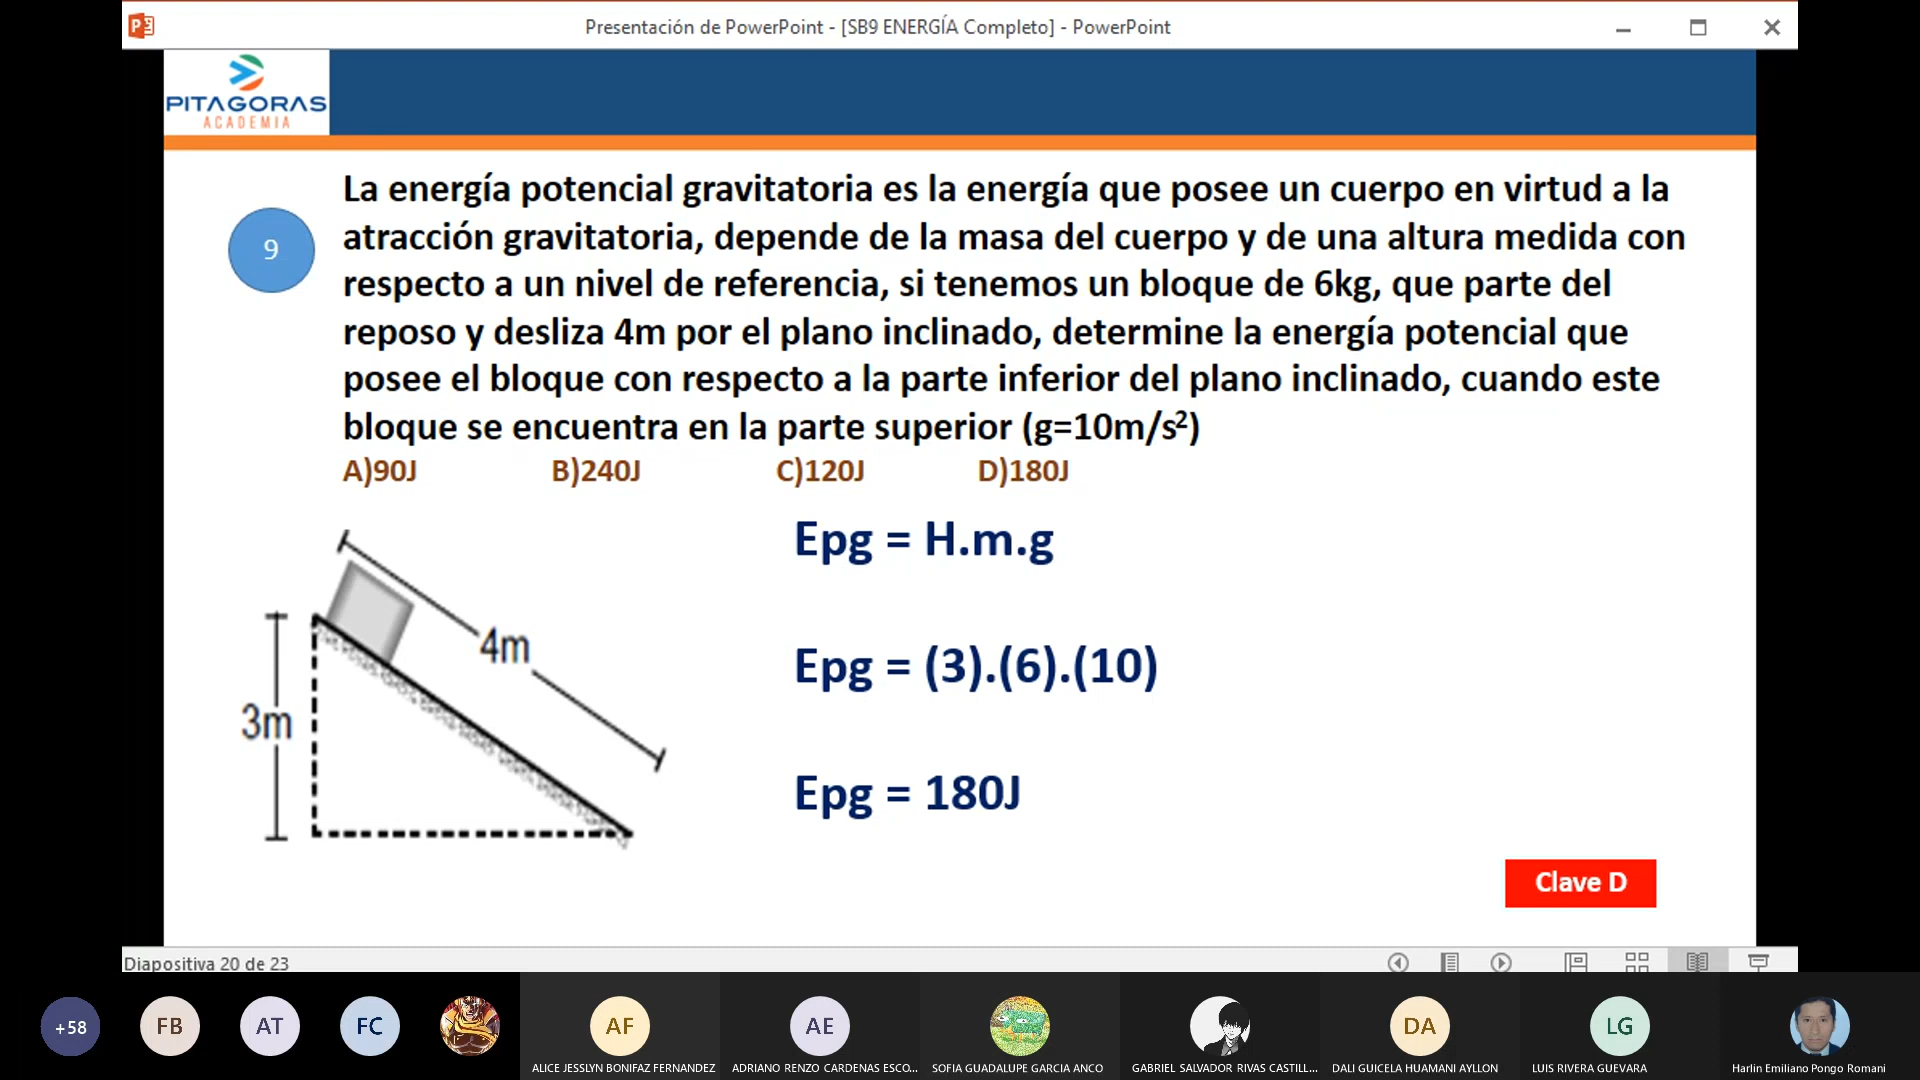 Presentación de PowerPoint - [SB9 ENERGÍA Completo] - PowerPoint
PITAGORAS
ACADEMIA
9
La energía potencial gravitatoria es la energía que posee un cuerpo en virtud a la
atracción gravitatoria, depende de la masa del cuerpo y de una altura medida con
respecto a un nivel de referencia, si tenemos un bloque de 6kg, que parte del
reposo y desliza 4m por el plano inclinado, determine la energía potencial que
posee el bloque con respecto a la parte inferior del plano inclinado, cuando este
bloque se encuentra en la parte superior (g=10m/s²)
A)90J B)240J C)120J D)180J
Epg = H.m.g
4m
Epg = (3).(6).(10)
3m
Epg = 180J
Clave D
Diapositiva 20 de 23
+58 FB AT FC AF AE DA LG
ALICE JESSLYN BONIFAZ FERNANDEZ ADRIANO RENZO CARDENAS ESCO... SOFIA GUADALUPE GARCIA ANCO GABRIEL SALVADOR RIVAS CASTILL... DALI GUICELA HUAMANI AYLLON LUIS RIVERA GUEVARA Harlin Emiliano Pongo Romani